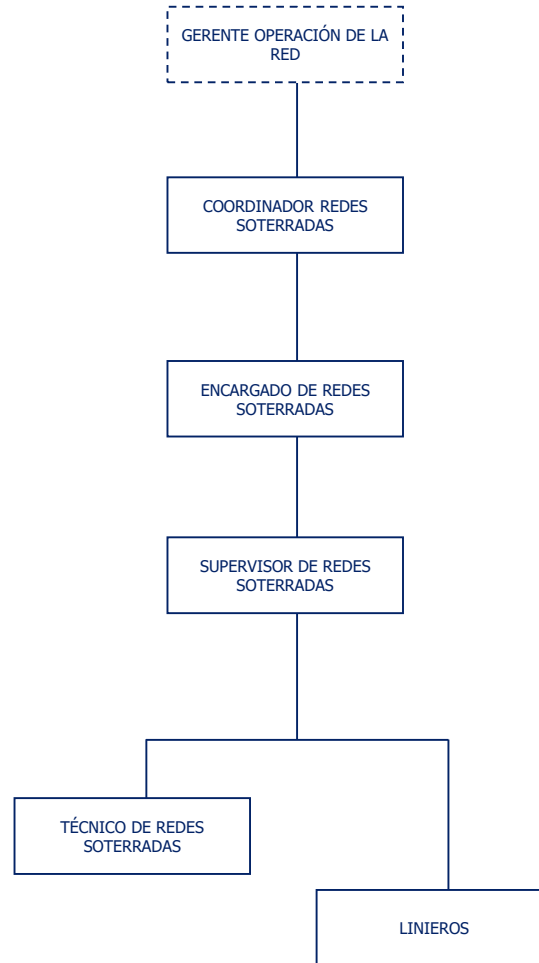 GERENTE OPERACIÓN DE LA
RED
COORDINADOR REDES
SOTERRADAS
ENCARGADO DE REDES
SOTERRADAS
SUPERVISOR DE REDES
SOTERRADAS
TÉCNICO DE REDES
SOTERRADAS
LINIEROS